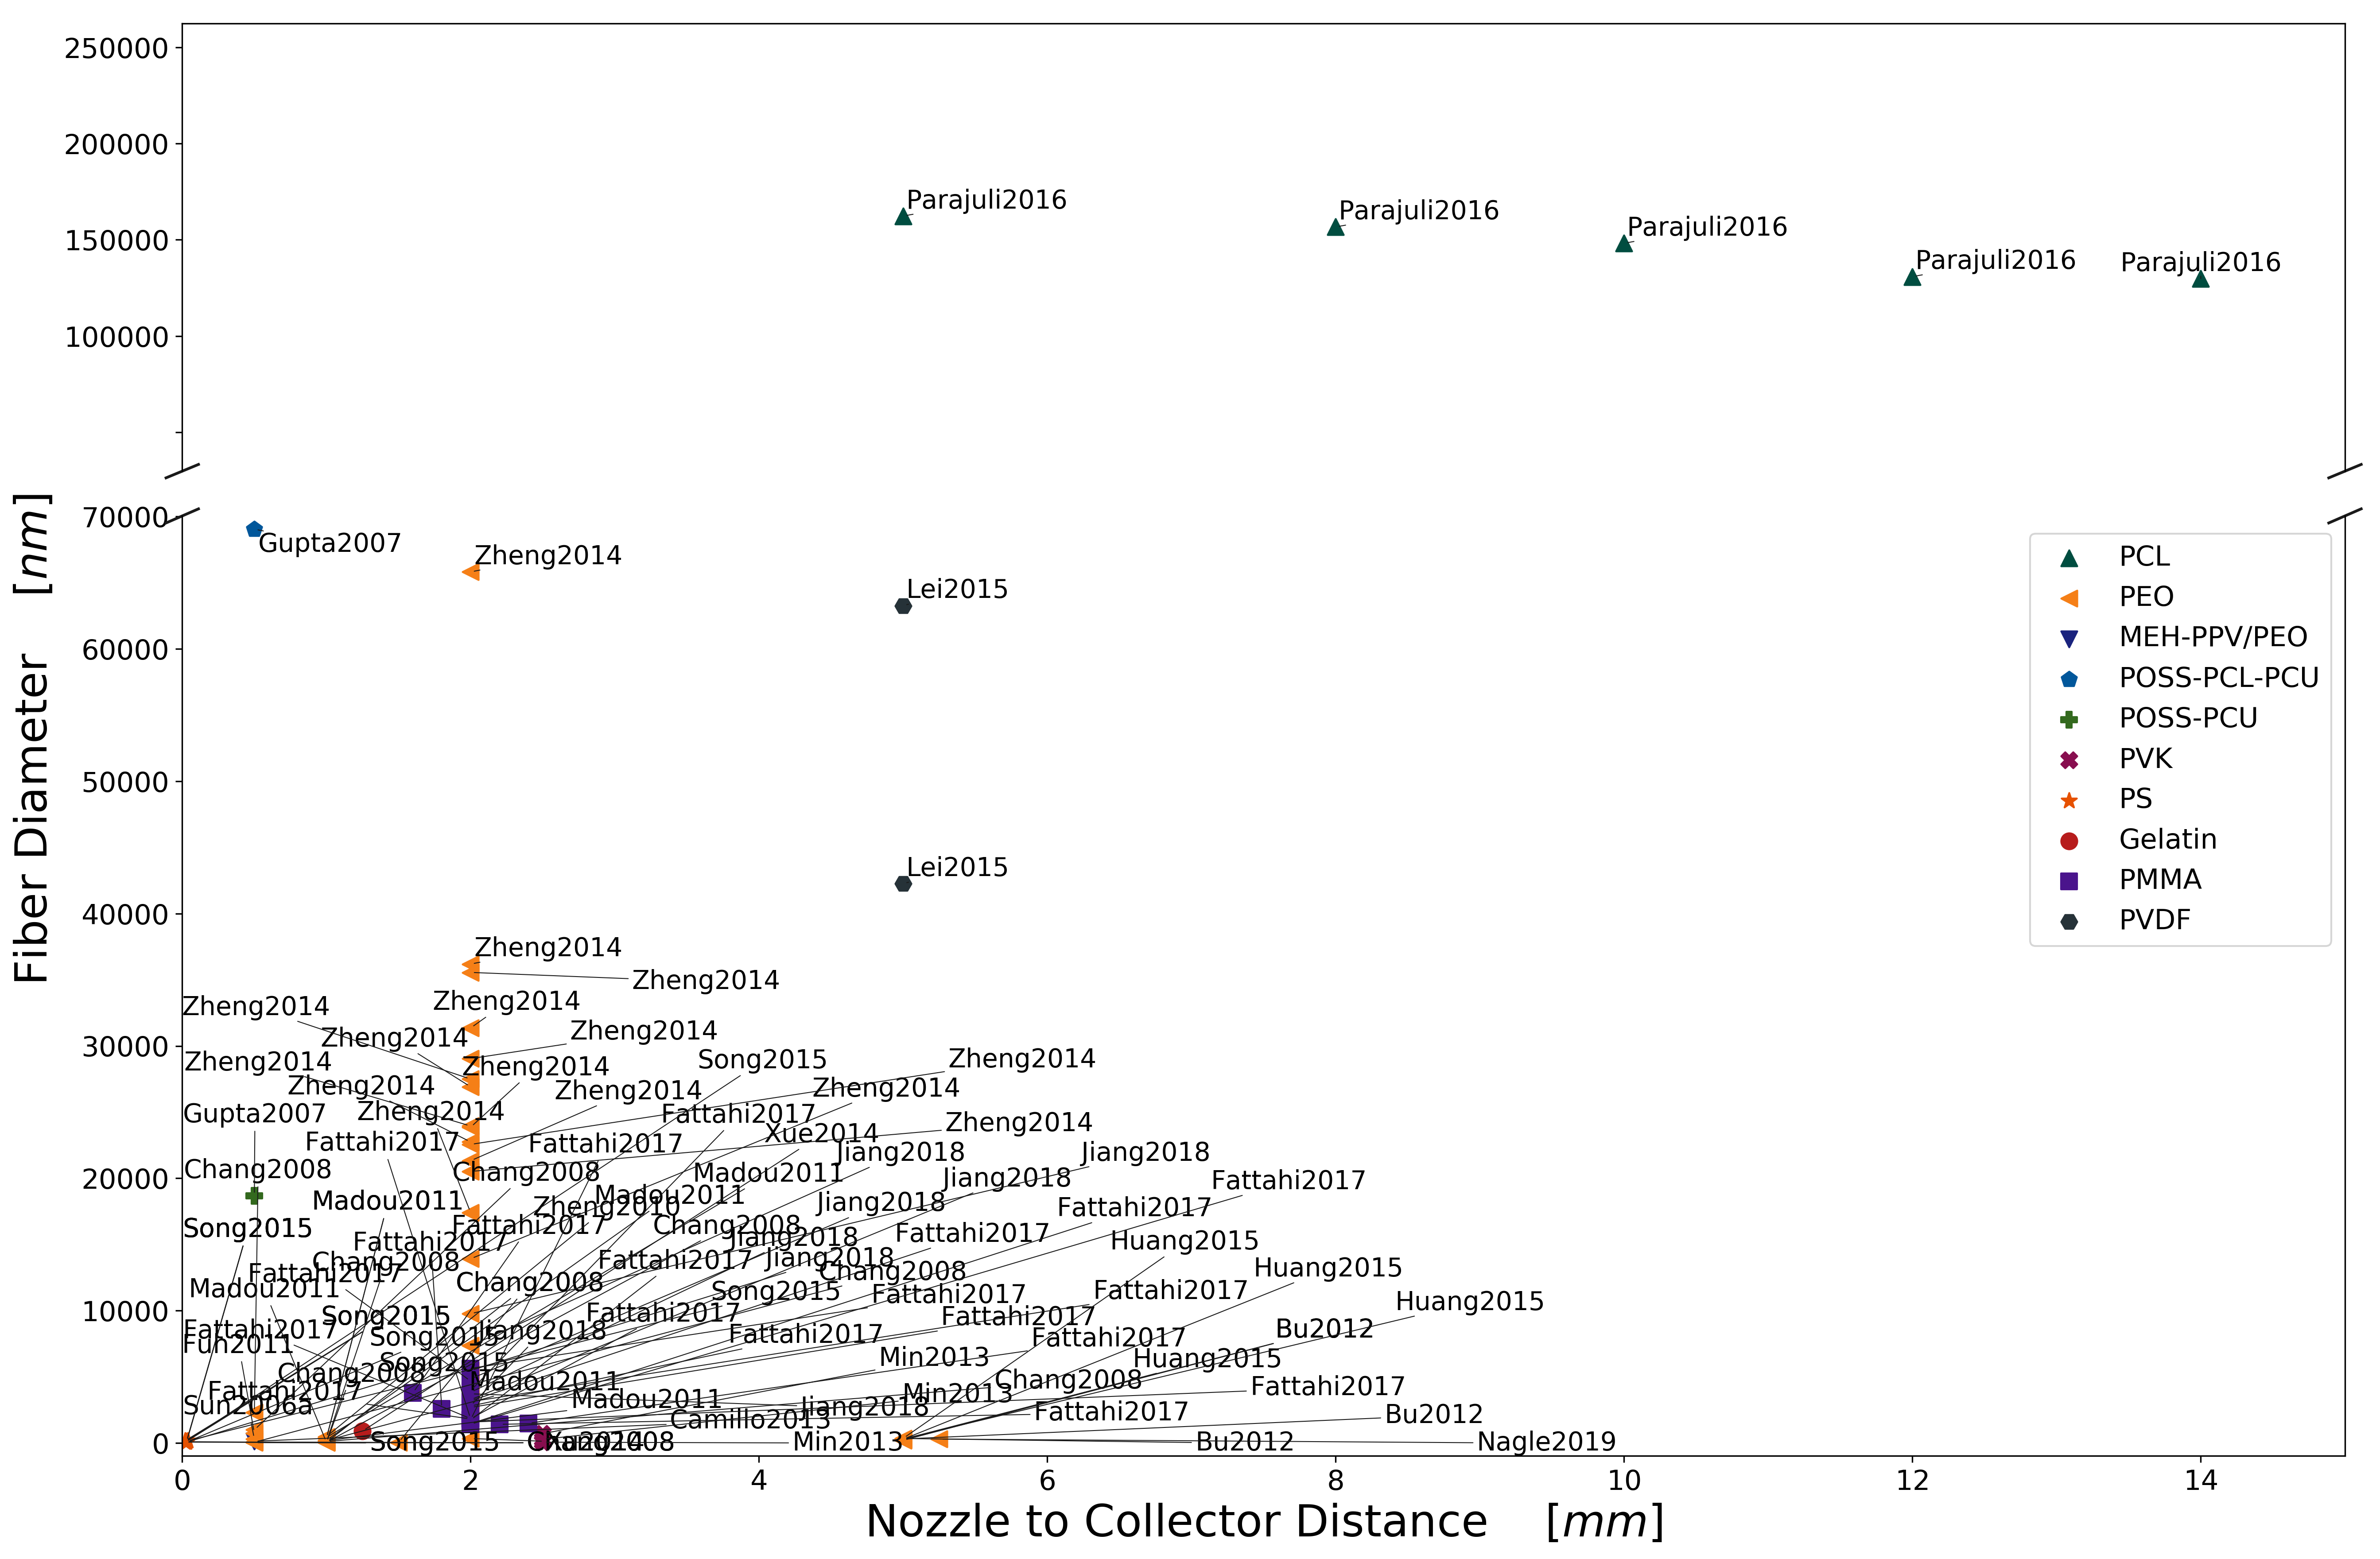 250000
200000
150000
100000
Parajuli2016
Parajuli2016
Parajuli2016
Parajuli2016
Parajuli2016
70000
60000
50000
40000
30000
20000
10000
0
Fiber Diameter [nm]
Gupta2007
Zheng2014
Lei2015
Lei2015
PCL
PEO
MEH-PPV/PEO
POSS-PCL-PCU
POSS-PCU
PVK
PS
Gelatin
PMMA
PVDF
Zheng2014
Zheng2014
Zheng2014
Zheng2014
Zheng2014
Zheng2014
Zheng2014
Zheng2014
Song2015
Zheng2014
Zheng2014
Zheng2014
Zheng2014
Zheng2014
Gupta2007
Zheng2014
Fattahi2017
Zheng2014
Fattahi2017
Fattahi2017
Xue2014
Jiang2018
Jiang2018
Chang2008
Chang2008
Madou2011
Jiang2018
Fattahi2017
Madou2011
Madou2011
Zheng2010
Jiang2018
Fattahi2017
Song2015
Fattahi2017
Chang2008
Jiang2018
Fattahi2017
Huang2015
Fattahi2017
Chang2008
Fattahi2017
Jiang2018
Chang2008
Huang2015
Fattahi2017
Madou2011
Chang2008
Song2015
Fattahi2017
Fattahi2017
Huang2015
Song2015
Fattahi2017
Fattahi2017
Fattahi2017
Fun2011
Song2015
Jiang2018
Fattahi2017
Fattahi2017
Bu2012
Song2015
Min2013
Huang2015
Chang2008
Madou2011
Chang2008
Fattahi2017
Min2013
Fattahi2017
Sun2006a
Madou2011
Jiang2018
Camillo2013
Fattahi2017
Bu2012
Song2015
Chang2008
Min2013
Bu2012
Nagle2019
0
2
4
6
8
10
12
14
Nozzle to Collector Distance [mm]